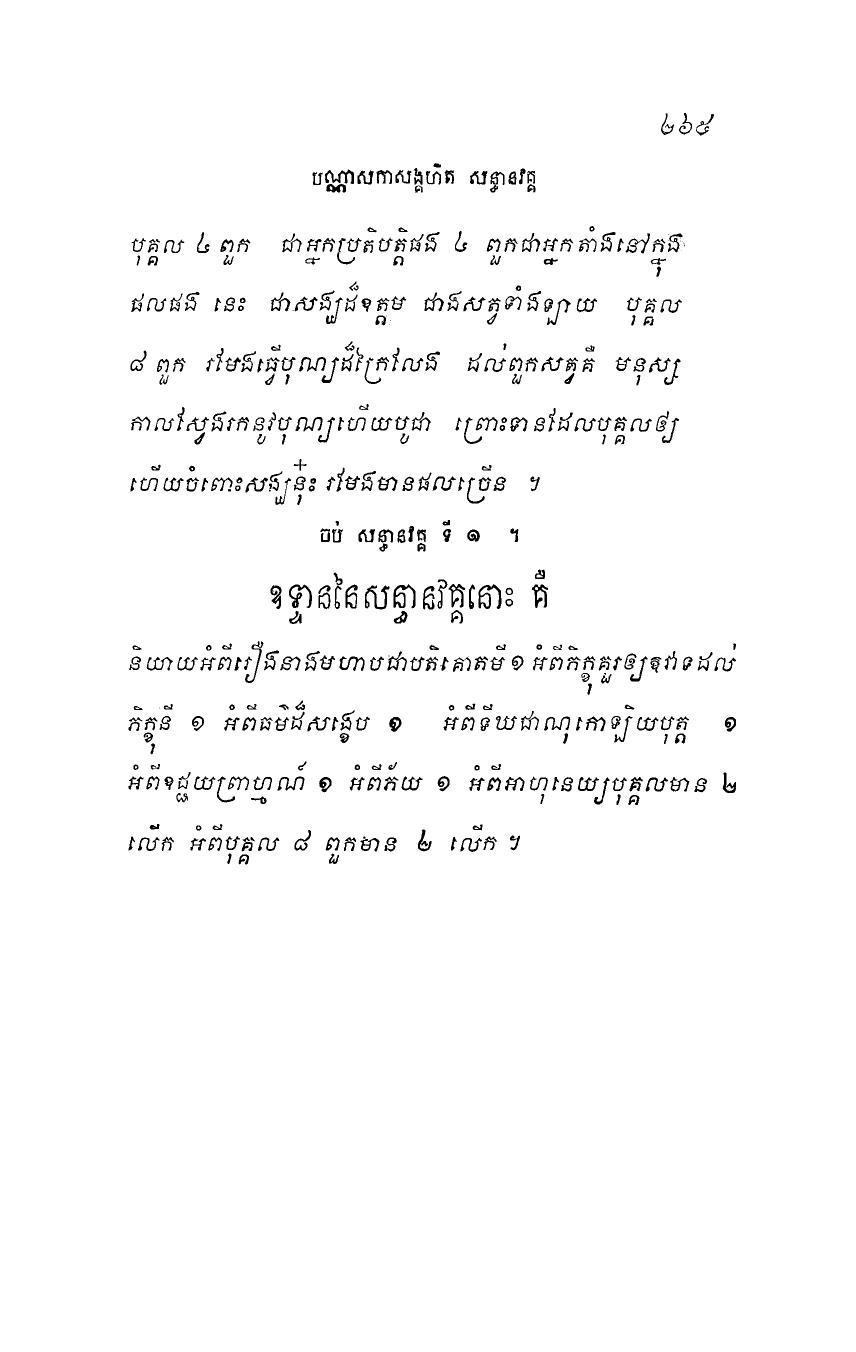 ២៦៥
បណ្ណាសកាសង្គហិត សន្ធានវគ្គ
បុគ្គល ៤ ពួក ជាអ្នកប្រតិបត្តិផង ៤ ពួកជាអ្នកតាំងនៅក្នុង
ផលផង នេះ ជាសង្ឃដ៏ឧត្តម ជាងសត្វទាំងឡាយ បុគ្គល
៨ ពួក រមែងធ្វើបុណ្យដ៏ក្រៃលែង ដល់ពួកសត្វគឺ មនុស្ស
កាលស្វែងរកនូវបុណ្យហើយបូជា ព្រោះទានដែលបុគ្គលឲ្យ
ហើយចំពោះសង្ឃនុ៎ះ រមែងមានផលច្រើន ។
ចប់ សន្ធានវគ្គ ទី ១ ។
ឧទ្ទាននៃសន្ធានវគ្គនោះ គឺ
និយាយអំពីរឿងនាងមហាបជាបតិគោតមី ១ អំពីភិក្ខុគួរឲ្យឱវាទដល់
ភិក្ខុនី ១ អំពីធម៌ដ៏សង្ខេប ១ អំពីទីឃជាណុកោឡិយបុត្ត ១
អំពីឧជ្ជយព្រាហ្មណ៍ ១ អំពីភ័យ ១ អំពីអាហុនេយ្យបុគ្គលមាន ២
លើក អំពីបុគ្គល ៨ ពួកមាន ២ លើក ។